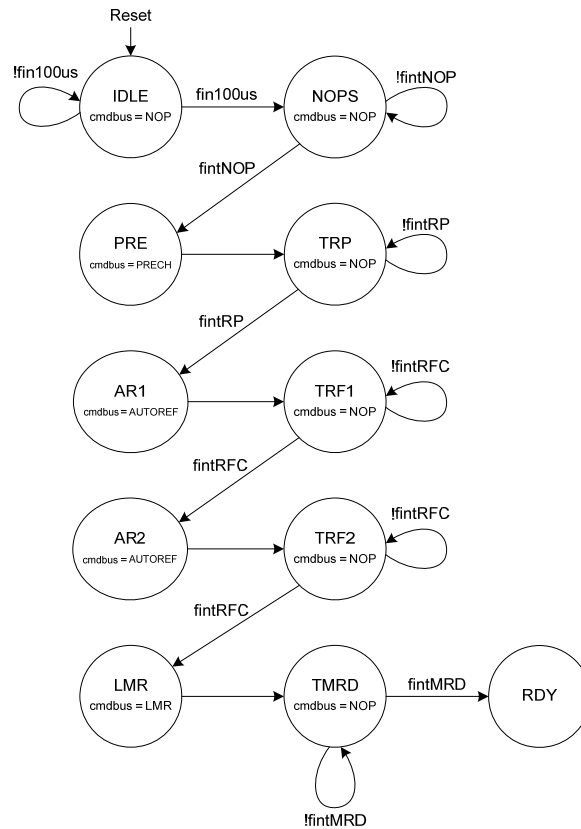 Reset
!fin100us
IDLE
cmdbus = NOP
fin100us
NOPS
cmdbus = NOP
!fintNOP
fintNOP
PRE
cmdbus = PRECH
TRP
cmdbus = NOP
!fintRP
fintRP
AR1
cmdbus = AUTOREF
TRF1
cmdbus = NOP
!fintRFC
fintRFC
AR2
cmdbus = AUTOREF
TRF2
cmdbus = NOP
!fintRFC
fintRFC
LMR
cmdbus = LMR
TMRD
cmdbus = NOP
fintMRD
RDY
!fintMRD